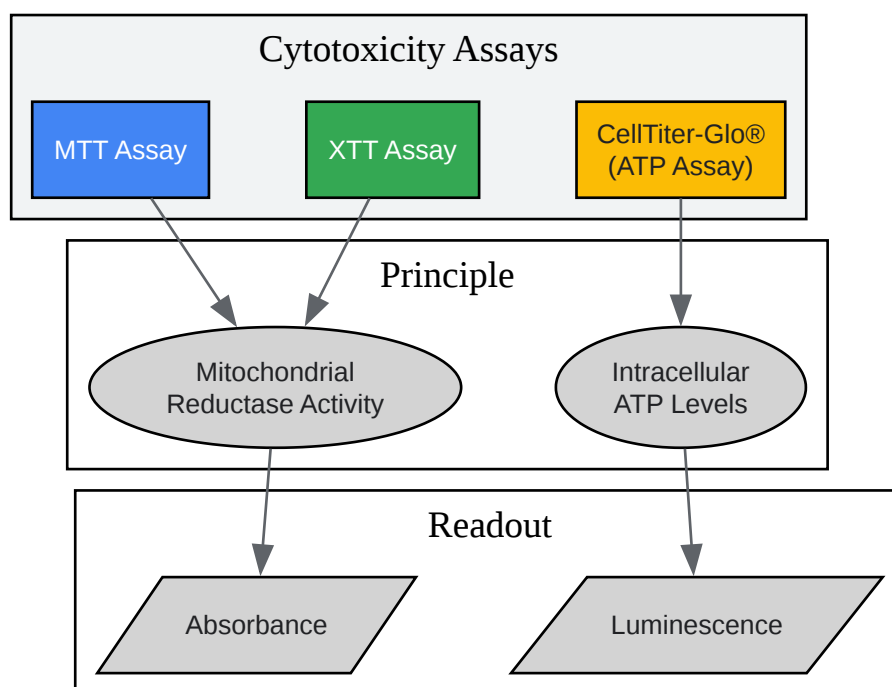 Cytotoxicity Assays
MTT Assay
XTT Assay
CellTiter-Glo®
(ATP Assay)
Principle
Mitochondrial
Reductase Activity
Intracellular
ATP Levels
Readout
Absorbance
Luminescence